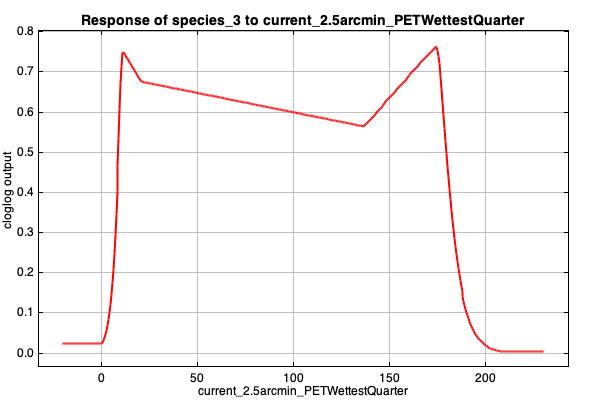 Response of species_3 to current_2.5arcmin_PETWettestQuarter
0.8
0.7
0.6
0.5
0.4
0.3
0.2
0.1
0.0
cloglog output
0 50 100 150 200
current_2.5arcmin_PETWettestQuarter